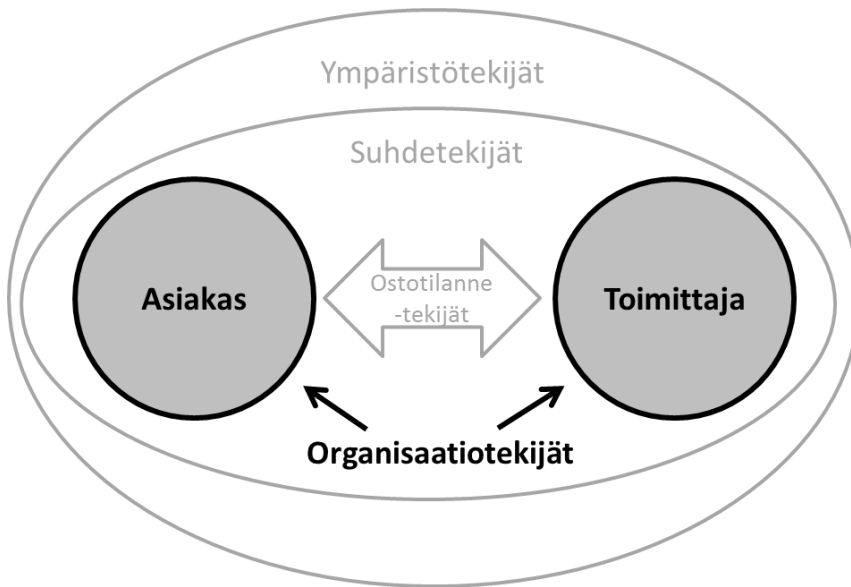 Ympäristötekijät
Suhdetekijät
Asiakas
Ostotilanne
-tekijät
Toimittaja
Organisaatiotekijät